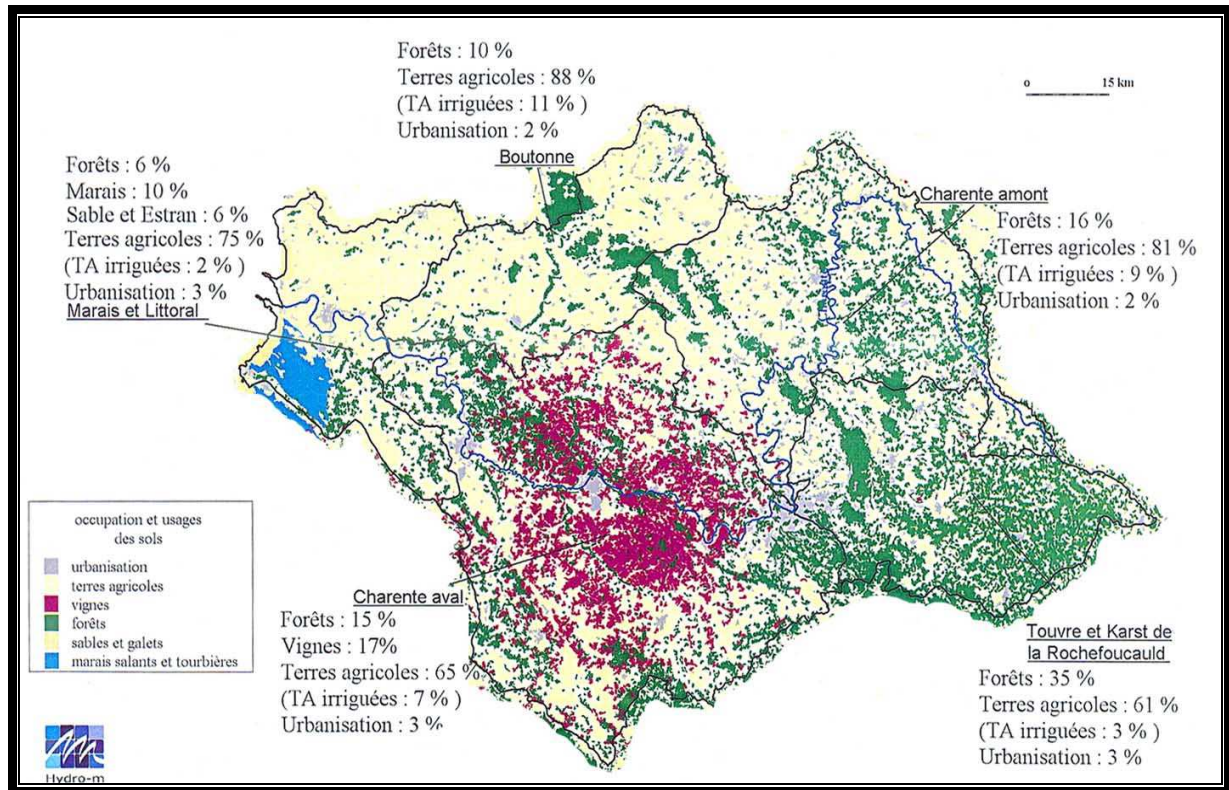 Forêts : 10 %
Terres agricoles : 88 %
(TA irriguées : 11 % )
Urbanisation : 2 %
Boutonne
o 15 km
Forêts : 6 %
Marais : 10 %
Sable et Estran : 6 %
Terres agricoles : 75 %
(TA irriguées : 2 % )
Urbanisation : 3 %
Marais et Littoral
Charente amont
Forêts : 16 %
Terres agricoles : 81 %
(TA irriguées : 9 % )
Urbanisation : 2 %
occupation et usages
des sols
urbanisation
terres agricoles
vignes
forêts
sables et galets
marais salants et tourbières
Charente aval
Forêts : 15 %
Vignes : 17%
Terres agricoles : 65 %
(TA irriguées : 7 % )
Urbanisation : 3 %
Touvre et Karst de
la Rochefoucauld
Forêts : 35 %
Terres agricoles : 61 %
(TA irriguées : 3 % )
Urbanisation : 3 %
Hydro-m